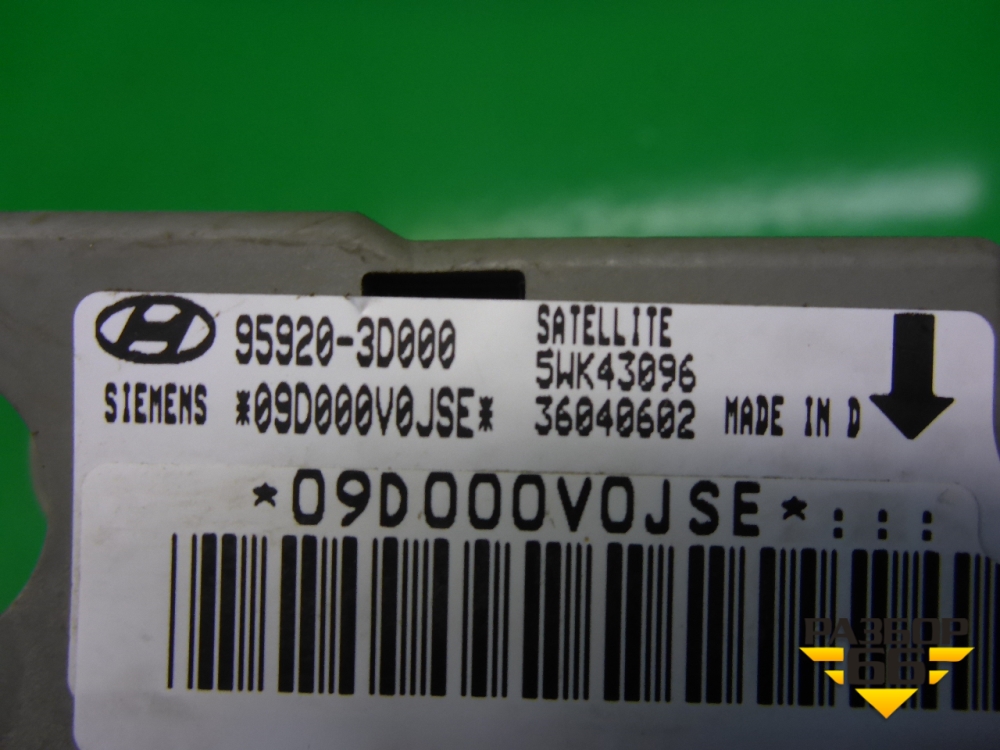 95920-3D000
SATELLITE
5WK43096
SIEMENS *09D000V0JSE* 36040602 MADE IN D
*09D000V0JSE*:::
РАЗБОР
66